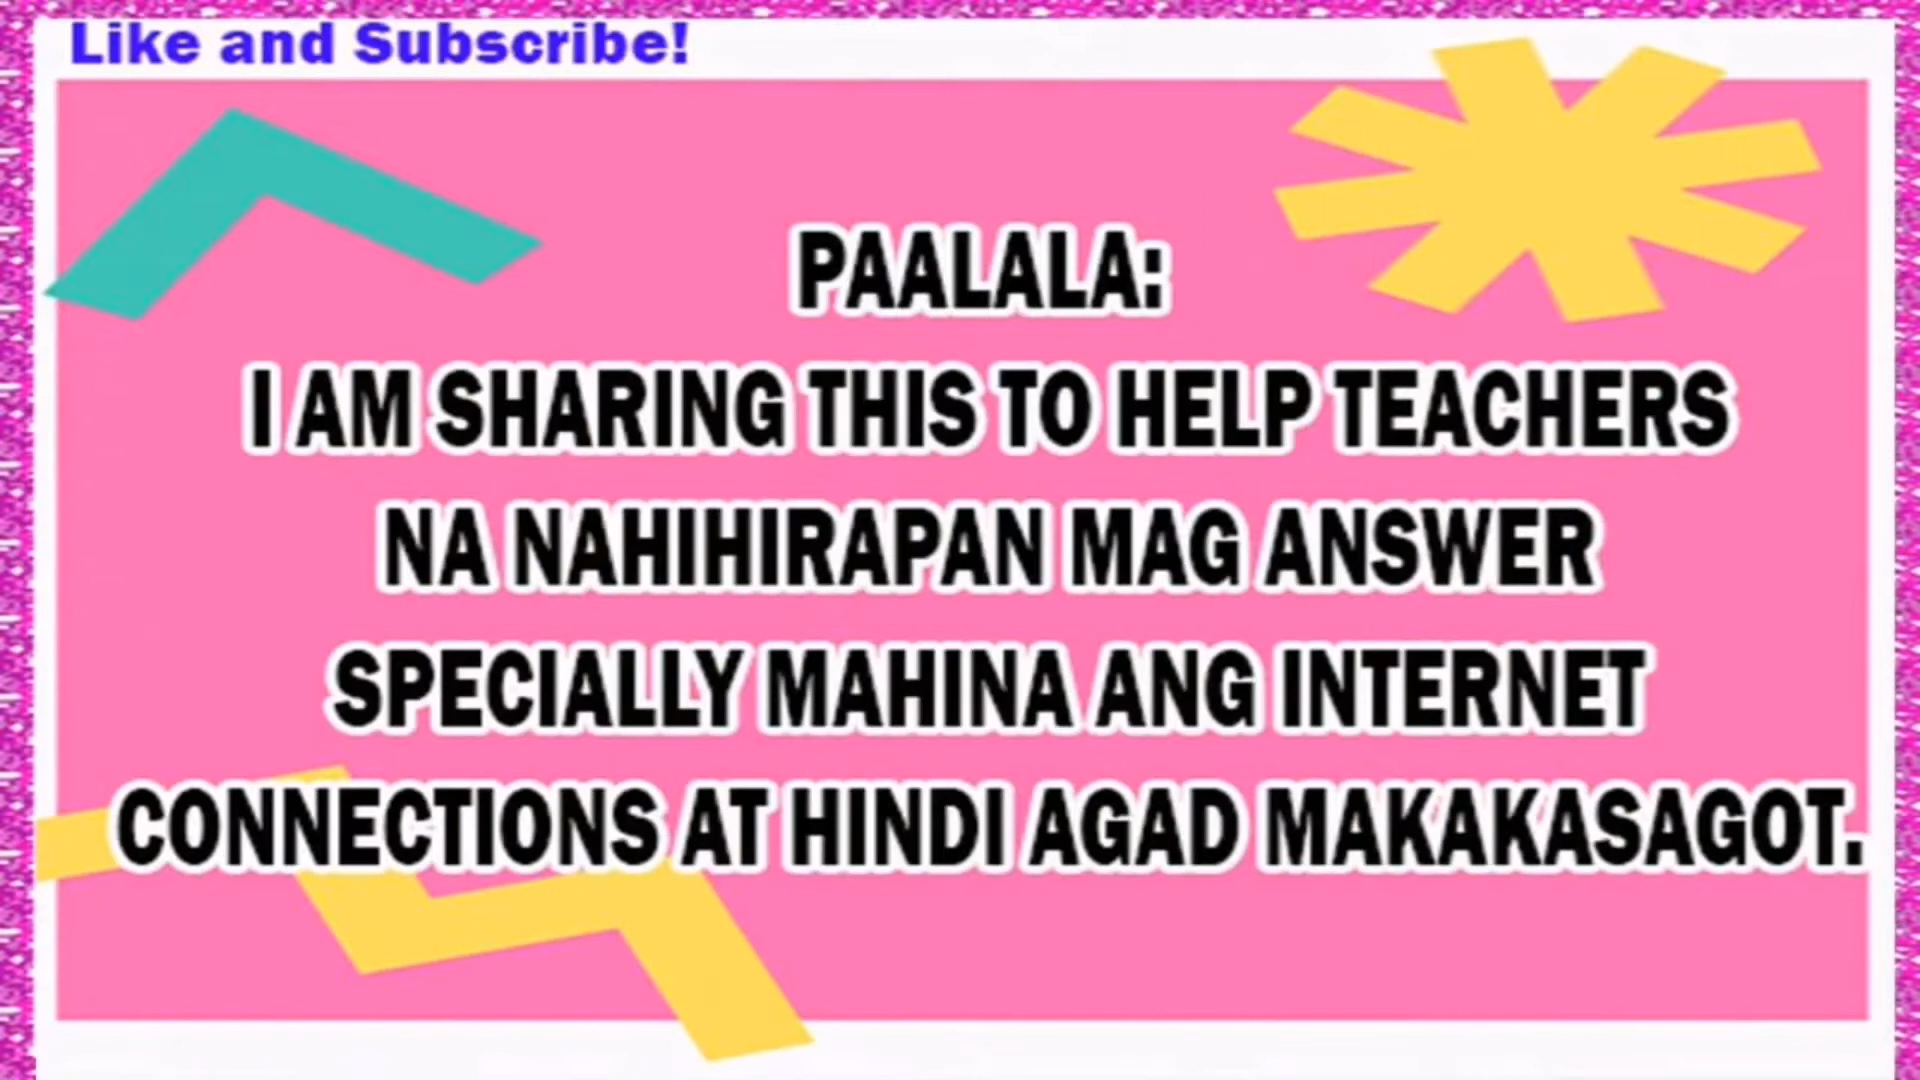 Like and Subscribe!
PAALALA:
I AM SHARING THIS TO HELP TEACHERS
NA NAHIHIRAPAN MAG ANSWER
SPECIALLY MAHINA ANG INTERNET
CONNECTIONS AT HINDI AGAD MAKAKASAGOT.